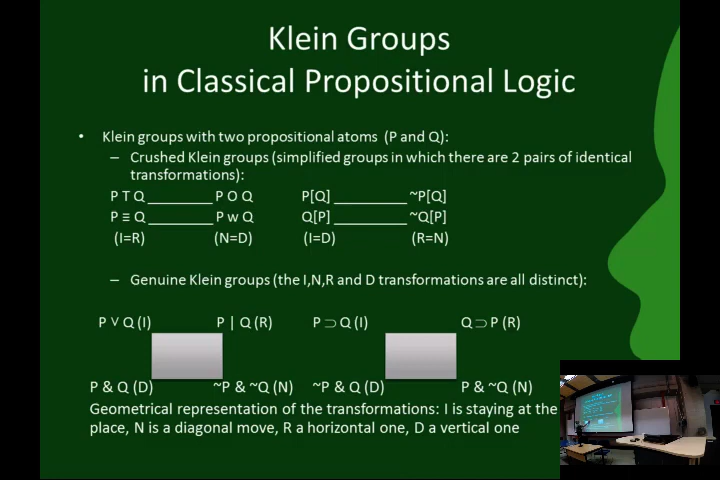 Klein Groups
in Classical Propositional Logic
• Klein groups with two propositional atoms (P and Q):
– Crushed Klein groups (simplified groups in which there are 2 pairs of identical
transformations):
P T Q ________ P O Q P[Q] _________ ~P[Q]
P ≡ Q ________ P w Q Q[P] _________ ~Q[P]
(I=R) (N=D) (I=D) (R=N)
– Genuine Klein groups (the I,N,R and D transformations are all distinct):
P ∨ Q (I) P | Q (R) P ⊃ Q (I) Q ⊃ P (R)
P & Q (D) ~P & ~Q (N) ~P & Q (D) P & ~Q (N)
Geometrical representation of the transformations: I is staying at the
place, N is a diagonal move, R a horizontal one, D a vertical one